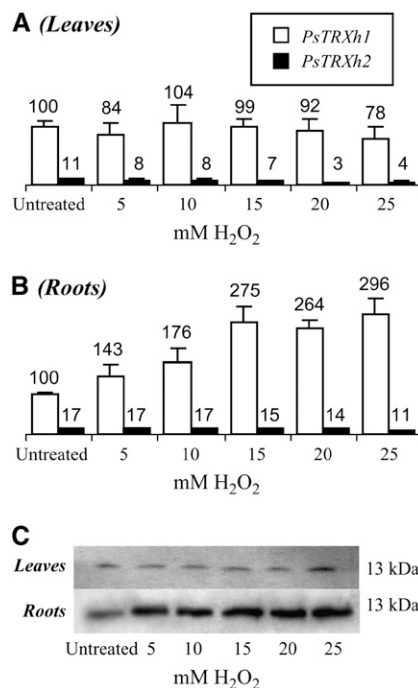 A (Leaves)
PsTRXh1
PsTRXh2
100 84 104 99 92 78
11 8 8 7 3 4
Untreated 5 10 15 20 25
mM H₂O₂
B (Roots)
100 143 176 275 264 296
17 17 17 15 14 11
Untreated 5 10 15 20 25
mM H₂O₂
C
Leaves 13 kDa
Roots 13 kDa
Untreated 5 10 15 20 25
mM H₂O₂